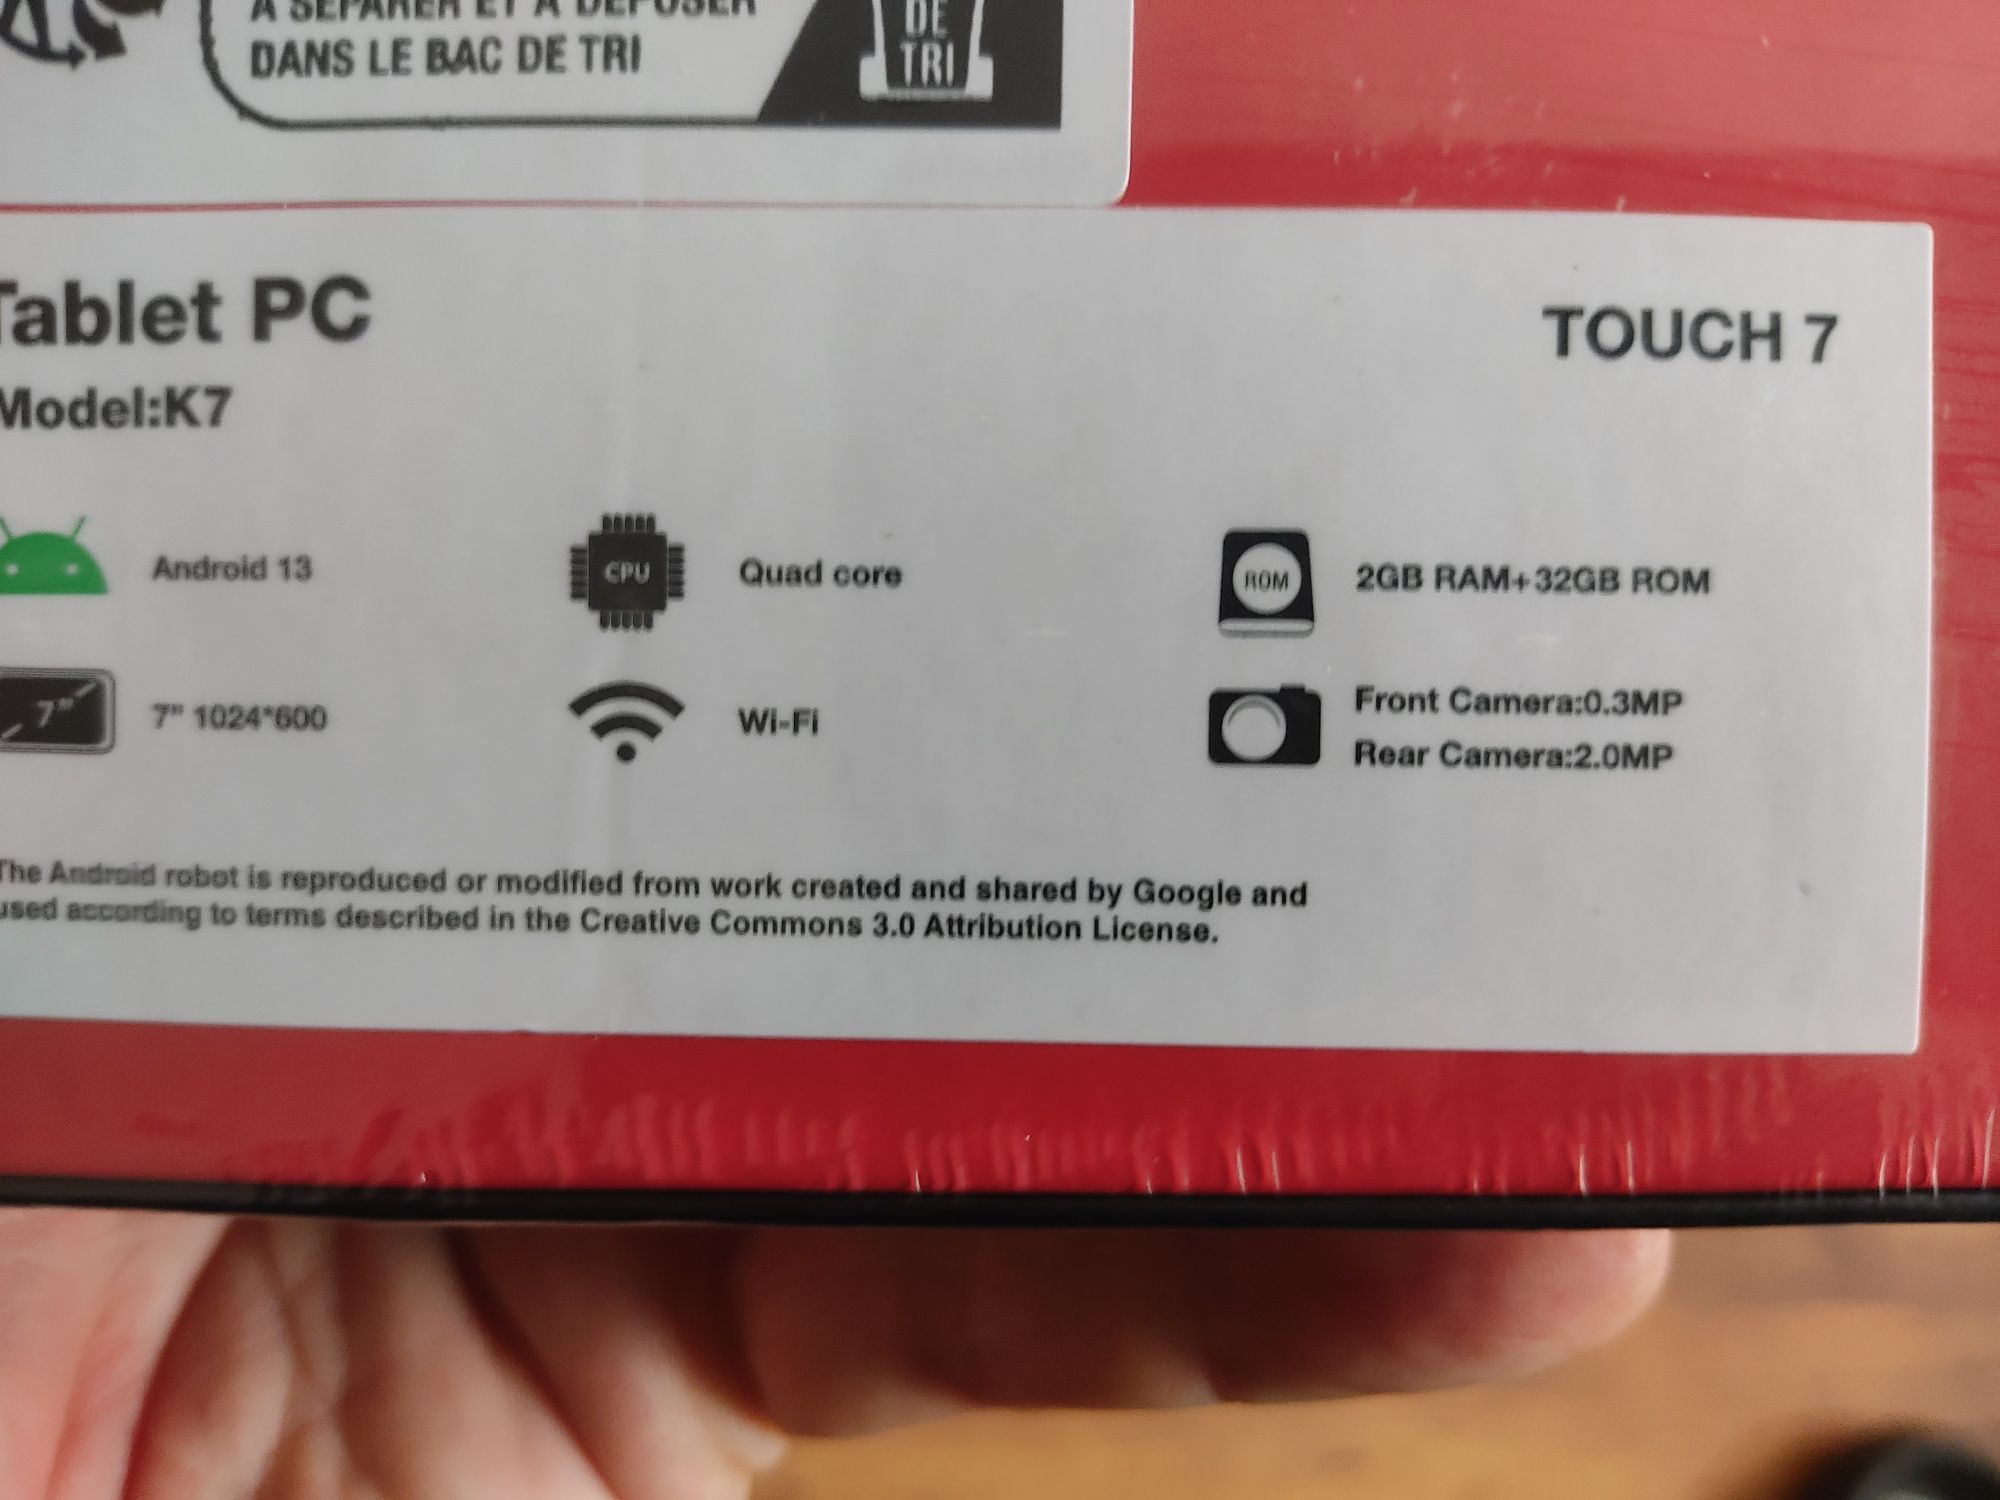 À SÉPARER ET À DÉPOSER
DANS LE BAC DE TRI
DE
TRI
Tablet PC
TOUCH 7
Model:K7
Android 13
CPU
Quad core
ROM
2GB RAM+32GB ROM
7"
7" 1024*600
Wi-Fi
Front Camera:0.3MP
Rear Camera:2.0MP
The Android robot is reproduced or modified from work created and shared by Google and
used according to terms described in the Creative Commons 3.0 Attribution License.